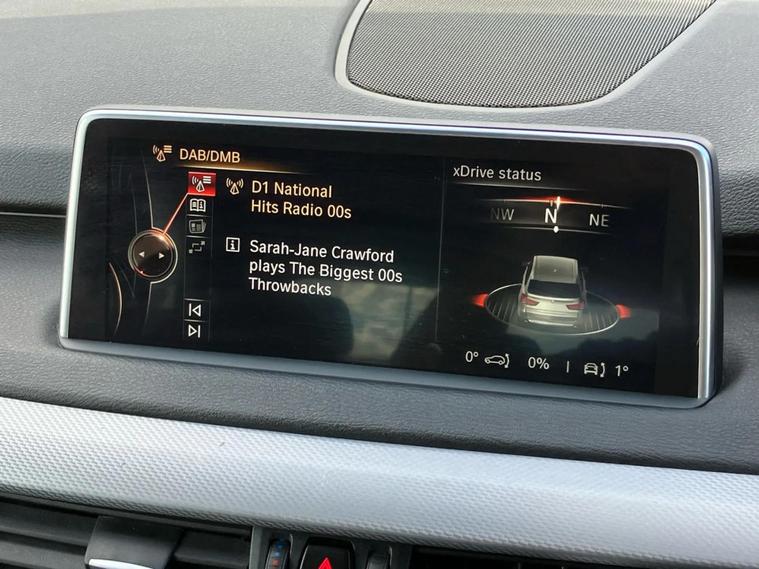 DAB/DMB
D1 National
Hits Radio 00s
Sarah-Jane Crawford
plays The Biggest 00s
Throwbacks
xDrive status
NW N NE
0° 0% | 1°